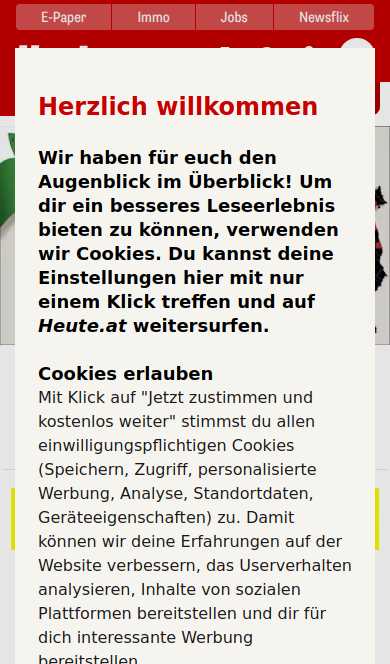 E-Paper
Immo
Jobs
Newsflix
Herzlich willkommen
Wir haben für euch den
Augenblick im Überblick! Um
dir ein besseres Leseerlebnis
bieten zu können, verwenden
wir Cookies. Du kannst deine
Einstellungen hier mit nur
einem Klick treffen und auf
Heute.at weitersurfen.
Cookies erlauben
Mit Klick auf "Jetzt zustimmen und
kostenlos weiter" stimmst du allen
einwilligungspflichtigen Cookies
(Speichern, Zugriff, personalisierte
Werbung, Analyse, Standortdaten,
Geräteeigenschaften) zu. Damit
können wir deine Erfahrungen auf der
Website verbessern, das Userverhalten
analysieren, Inhalte von sozialen
Plattformen bereitstellen und dir für
dich interessante Werbung
bereitstellen